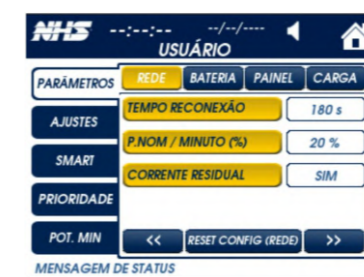 NHS --:--:-- --/--/----
USUÁRIO
PARÂMETROS REDE BATERIA PAINEL CARGA
TEMPO RECONEXÃO 180 s
AJUSTES
P.NOM / MINUTO (%) 20 %
SMART
CORRENTE RESIDUAL SIM
PRIORIDADE
POT. MIN << RESET CONFIG (REDE) >>
MENSAGEM DE STATUS